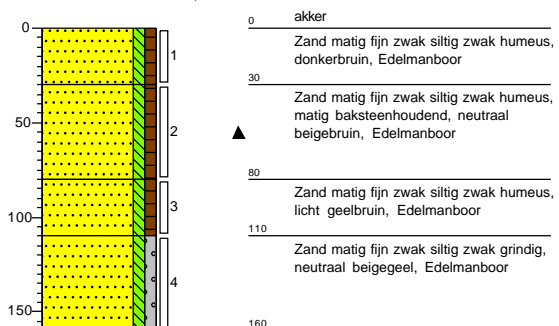 0
50
100
150
1
2
3
4
0 akker
Zand matig fijn zwak siltig zwak humeus,
donkerbruin, Edelmanboor
30
Zand matig fijn zwak siltig zwak humeus,
matig baksteenhoudend, neutraal
beigebruin, Edelmanboor
80
Zand matig fijn zwak siltig zwak humeus,
licht geelbruin, Edelmanboor
110
Zand matig fijn zwak siltig zwak grindig,
neutraal beigegeel, Edelmanboor
160